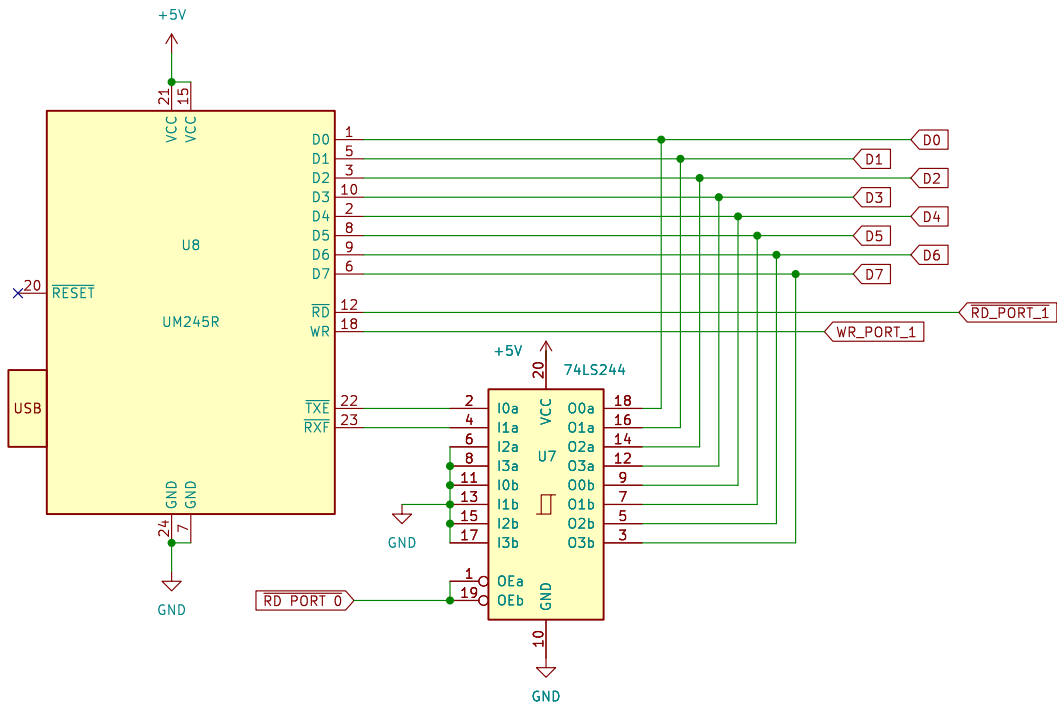 +5V
21
15
VCC
VCC
D0
1
D0
D1
5
D1
D2
3
D2
D3
10
D3
D4
2
D4
U8
D5
8
D5
D6
9
D6
D7
6
D7
20
RESET
RD
12
RD_PORT_1
UM245R
WR
18
WR_PORT_1
+5V
20
74LS244
USB
TXE
22
2
I0a
VCC
O0a
18
RXF
23
4
I1a
O1a
16
6
I2a
O2a
14
U7
8
I3a
O3a
12
11
I0b
O0b
9
GND
GND
13
I1b
O1b
7
24
7
15
I2b
O2b
5
GND
17
I3b
O3b
3
1
OEa
GND
RD PORT 0
19
OEb
GND
10
GND